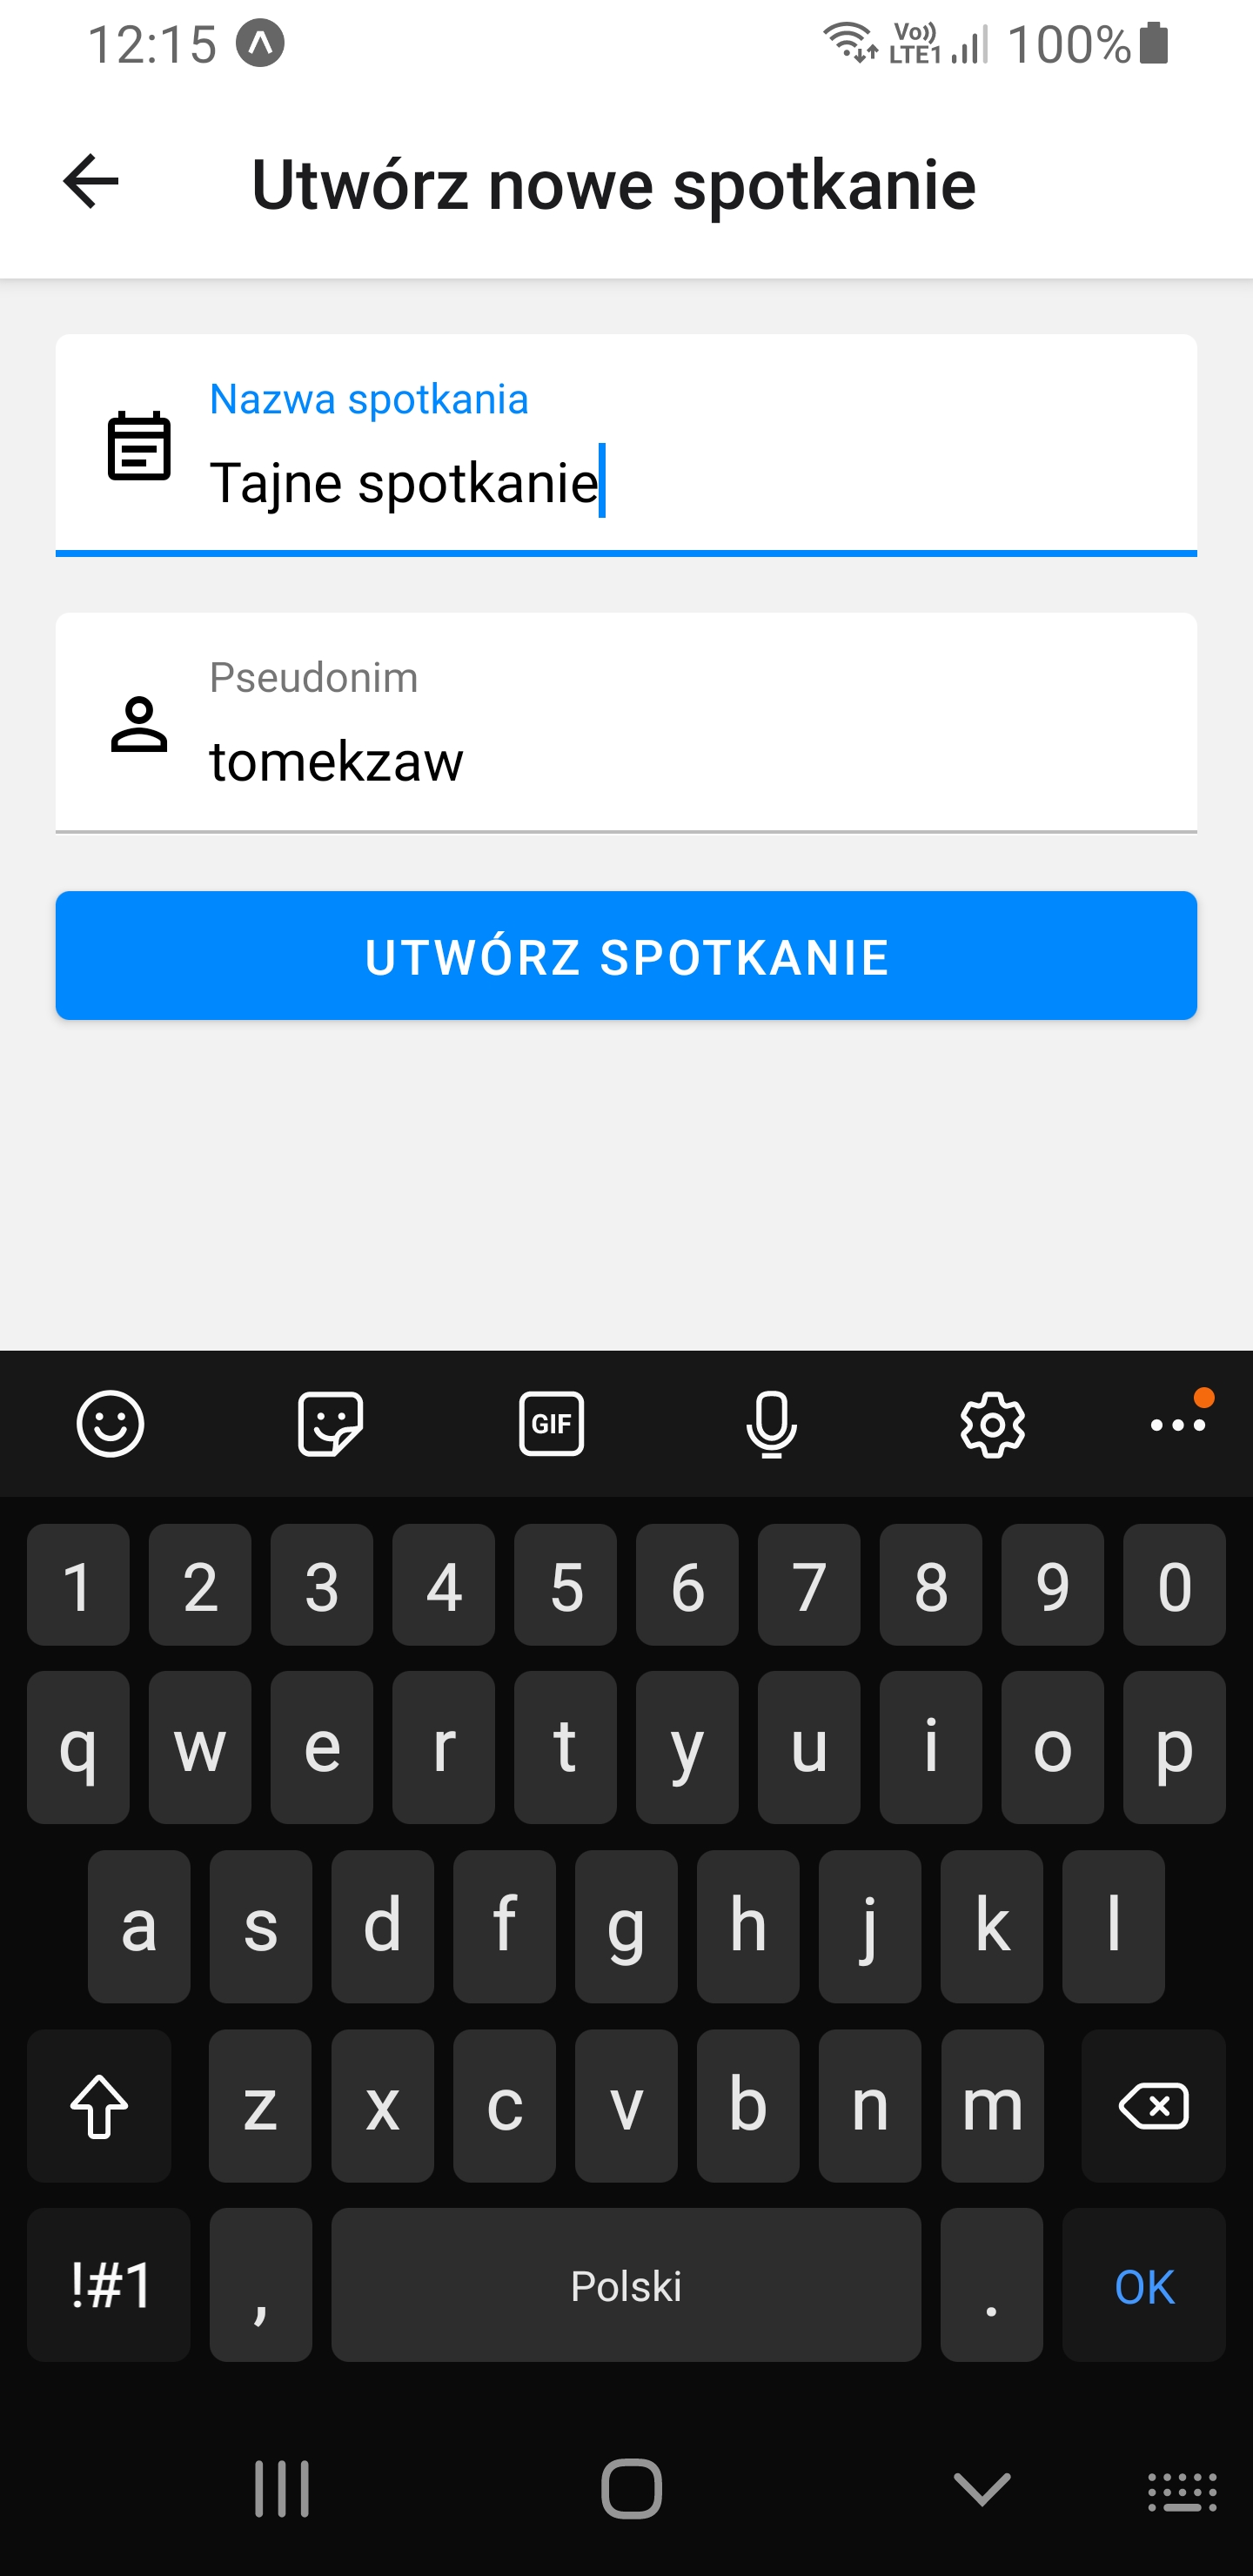 12:15 Vo)) LTE1 100%
Utwórz nowe spotkanie
Nazwa spotkania
Tajne spotkanie
Pseudonim
tomekzaw
UTWÓRZ SPOTKANIE
GIF
1 2 3 4 5 6 7 8 9 0
q w e r t y u i o p
a s d f g h j k l
z x c v b n m
!#1 , Polski . OK